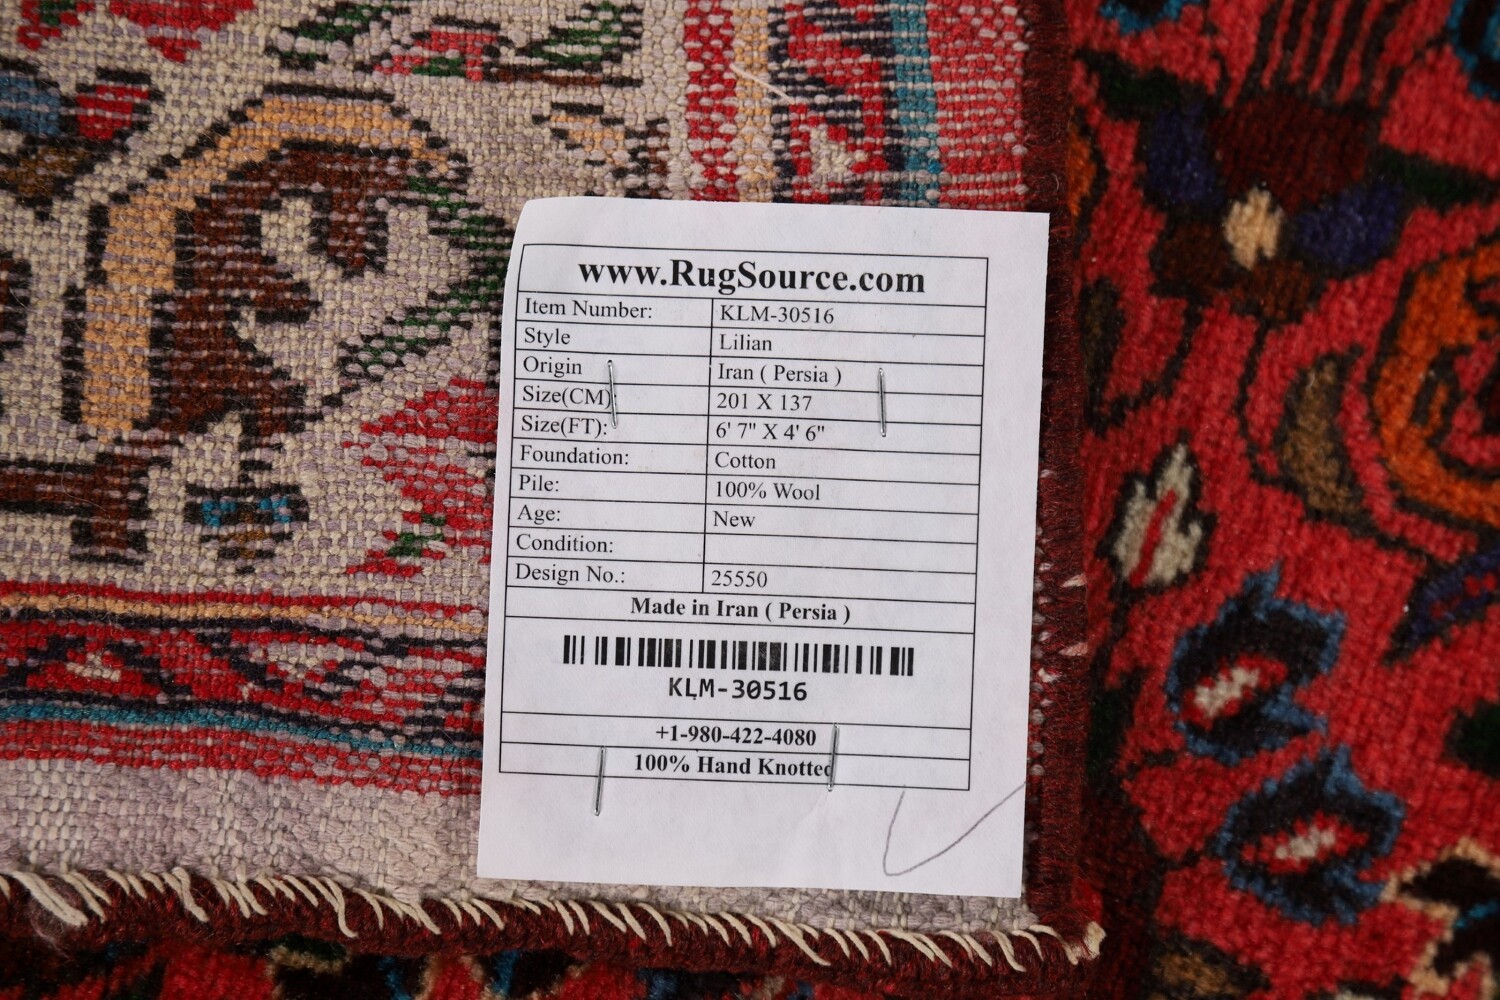 www.RugSource.com
Item Number: KLM-30516
Style Lilian
Origin Iran ( Persia )
Size(CM) 201 X 137
Size(FT): 6' 7" X 4' 6"
Foundation: Cotton
Pile: 100% Wool
Age: New
Condition:
Design No.: 25550
Made in Iran ( Persia )
KLM-30516
+1-980-422-4080
100% Hand Knotted